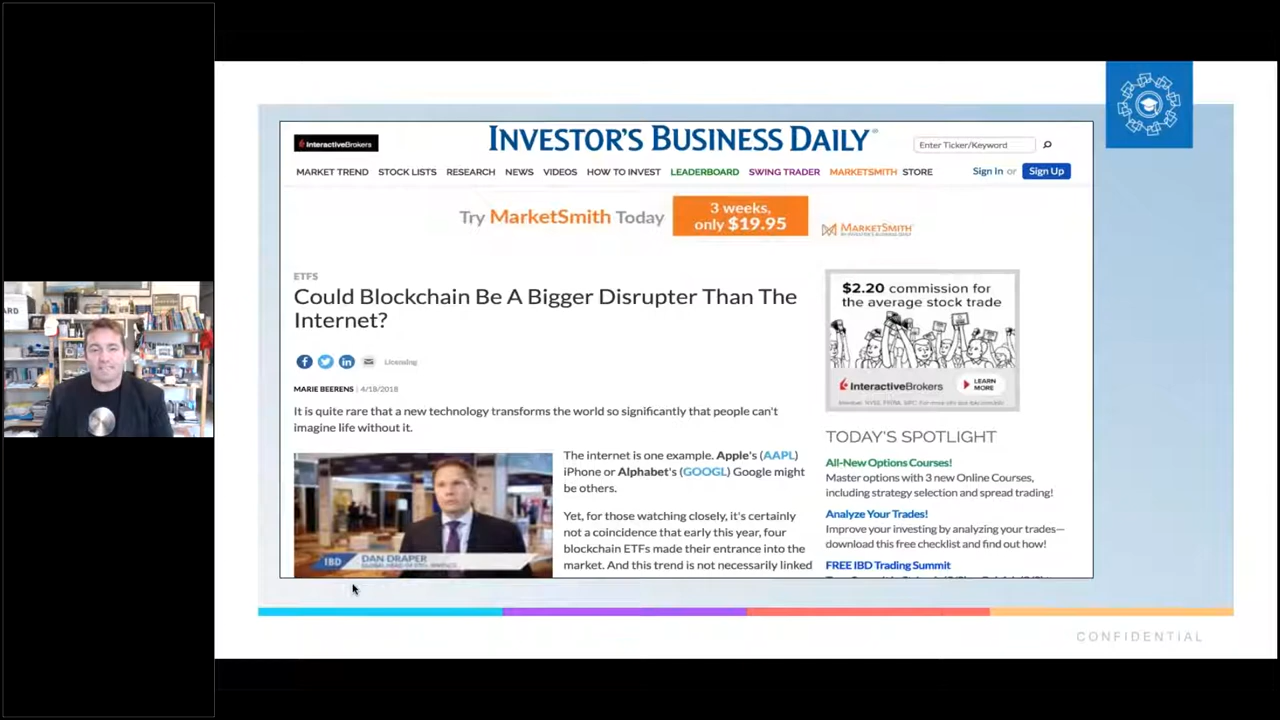 ARD
InteractiveBrokers
INVESTOR'S BUSINESS DAILY
Enter Ticker/Keyword
MARKET TREND STOCK LISTS RESEARCH NEWS VIDEOS HOW TO INVEST LEADERBOARD SWING TRADER MARKETSMITH STORE
Sign In or Sign Up
Try MarketSmith Today
3 weeks,
only $19.95
MARKETSMITH
ETFS
Could Blockchain Be A Bigger Disrupter Than The
Internet?
Licensing
MARIE BEERENS | 4/18/2018
It is quite rare that a new technology transforms the world so significantly that people can't
imagine life without it.
The internet is one example. Apple's (AAPL)
iPhone or Alphabet's (GOOGL) Google might
be others.
Yet, for those watching closely, it's certainly
not a coincidence that early this year, four
blockchain ETFs made their entrance into the
market. And this trend is not necessarily linked
IBD
DAN DRAPER
$2.20 commission for
the average stock trade
InteractiveBrokers
LEARN
MORE
TODAY'S SPOTLIGHT
All-New Options Courses!
Master options with 3 new Online Courses,
including strategy selection and spread trading!
Analyze Your Trades!
Improve your investing by analyzing your trades—
download this free checklist and find out how!
FREE IBD Trading Summit
CONFIDENTIAL